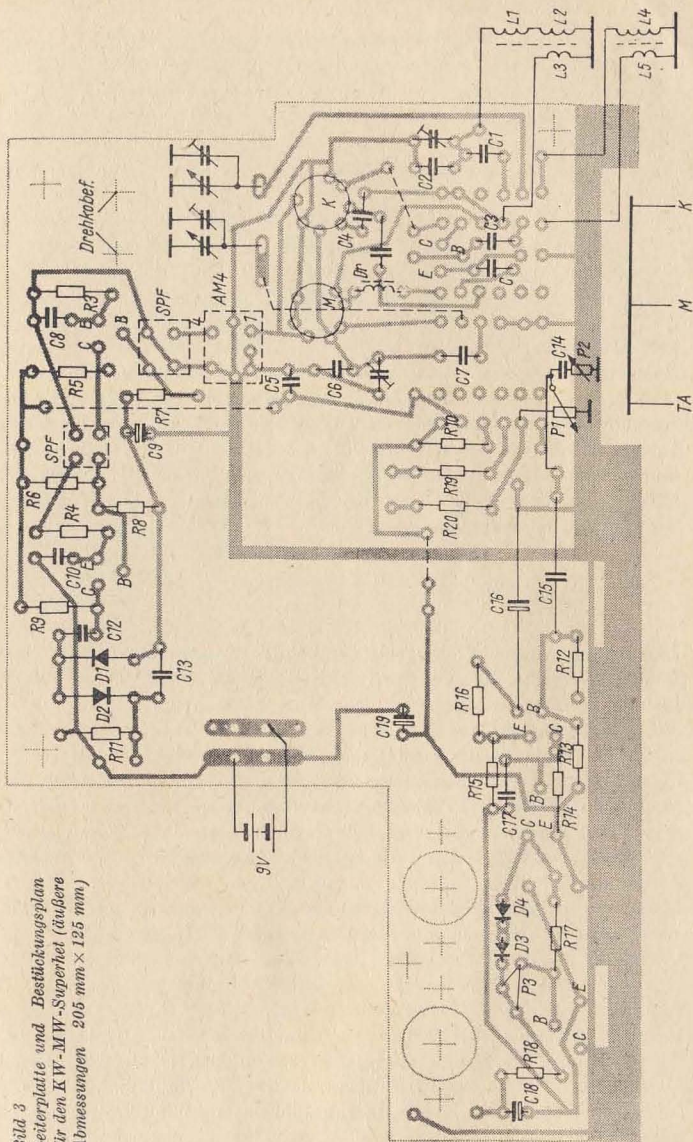 Bild 3
Leiterplatte und Bestückungsplan
für den KW-MW-Superhet (äußere
Abmessungen 205 mm × 125 mm)
Drehkobef.
L1
L2
L3
L4
L5
R3
C8
B
E
C
B
SPF
4
AM4
1
R5
SPF
R7
C9
R6
R4
R8
C10
E
C
B
R9
C12
D1
D2
C13
R11
9V
C19
K
C4
C2
C1
Dr
C
B
E
C3
C
M
C5
C6
C7
R10
R19
R20
P1
C14
P2
TA
M
K
C16
C15
R16
E
B
C
R12
R15
C17
B
R13
R14
C
E
D3
D4
P3
R17
B
E
C
R18
C18